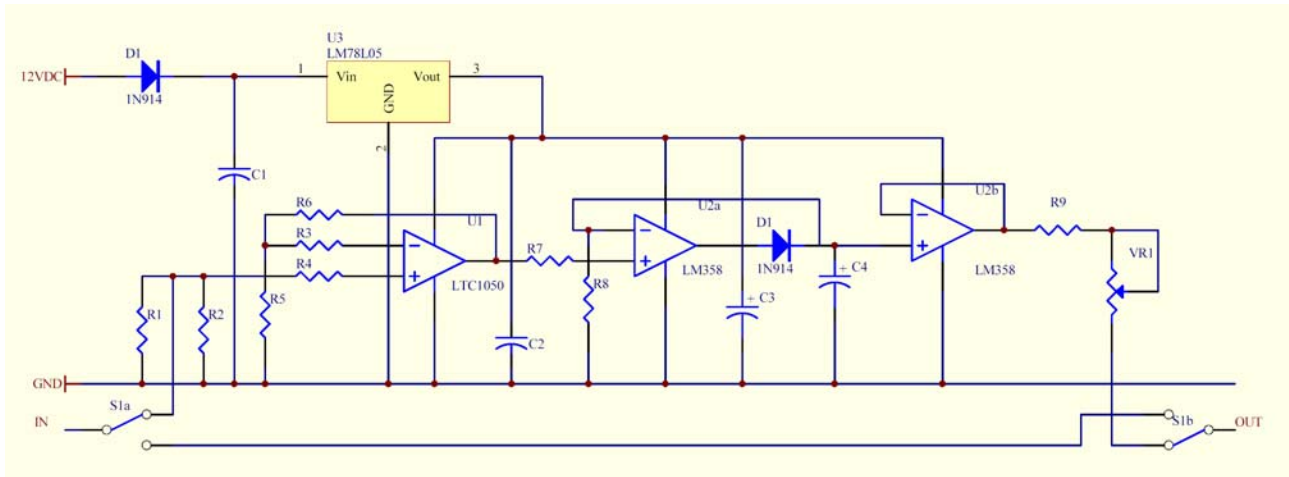 U3
D1
LM78L05
12VDC
1
Vin
Vout
3
1N914
GND
2
C1
R6
U1
U2a
U2b
R3
R7
D1
R9
R4
VR1
LTC1050
LM358
1N914
LM358
C4
+
R1
R2
R5
R8
C3
+
C2
GND
S1a
IN
S1b
OUT